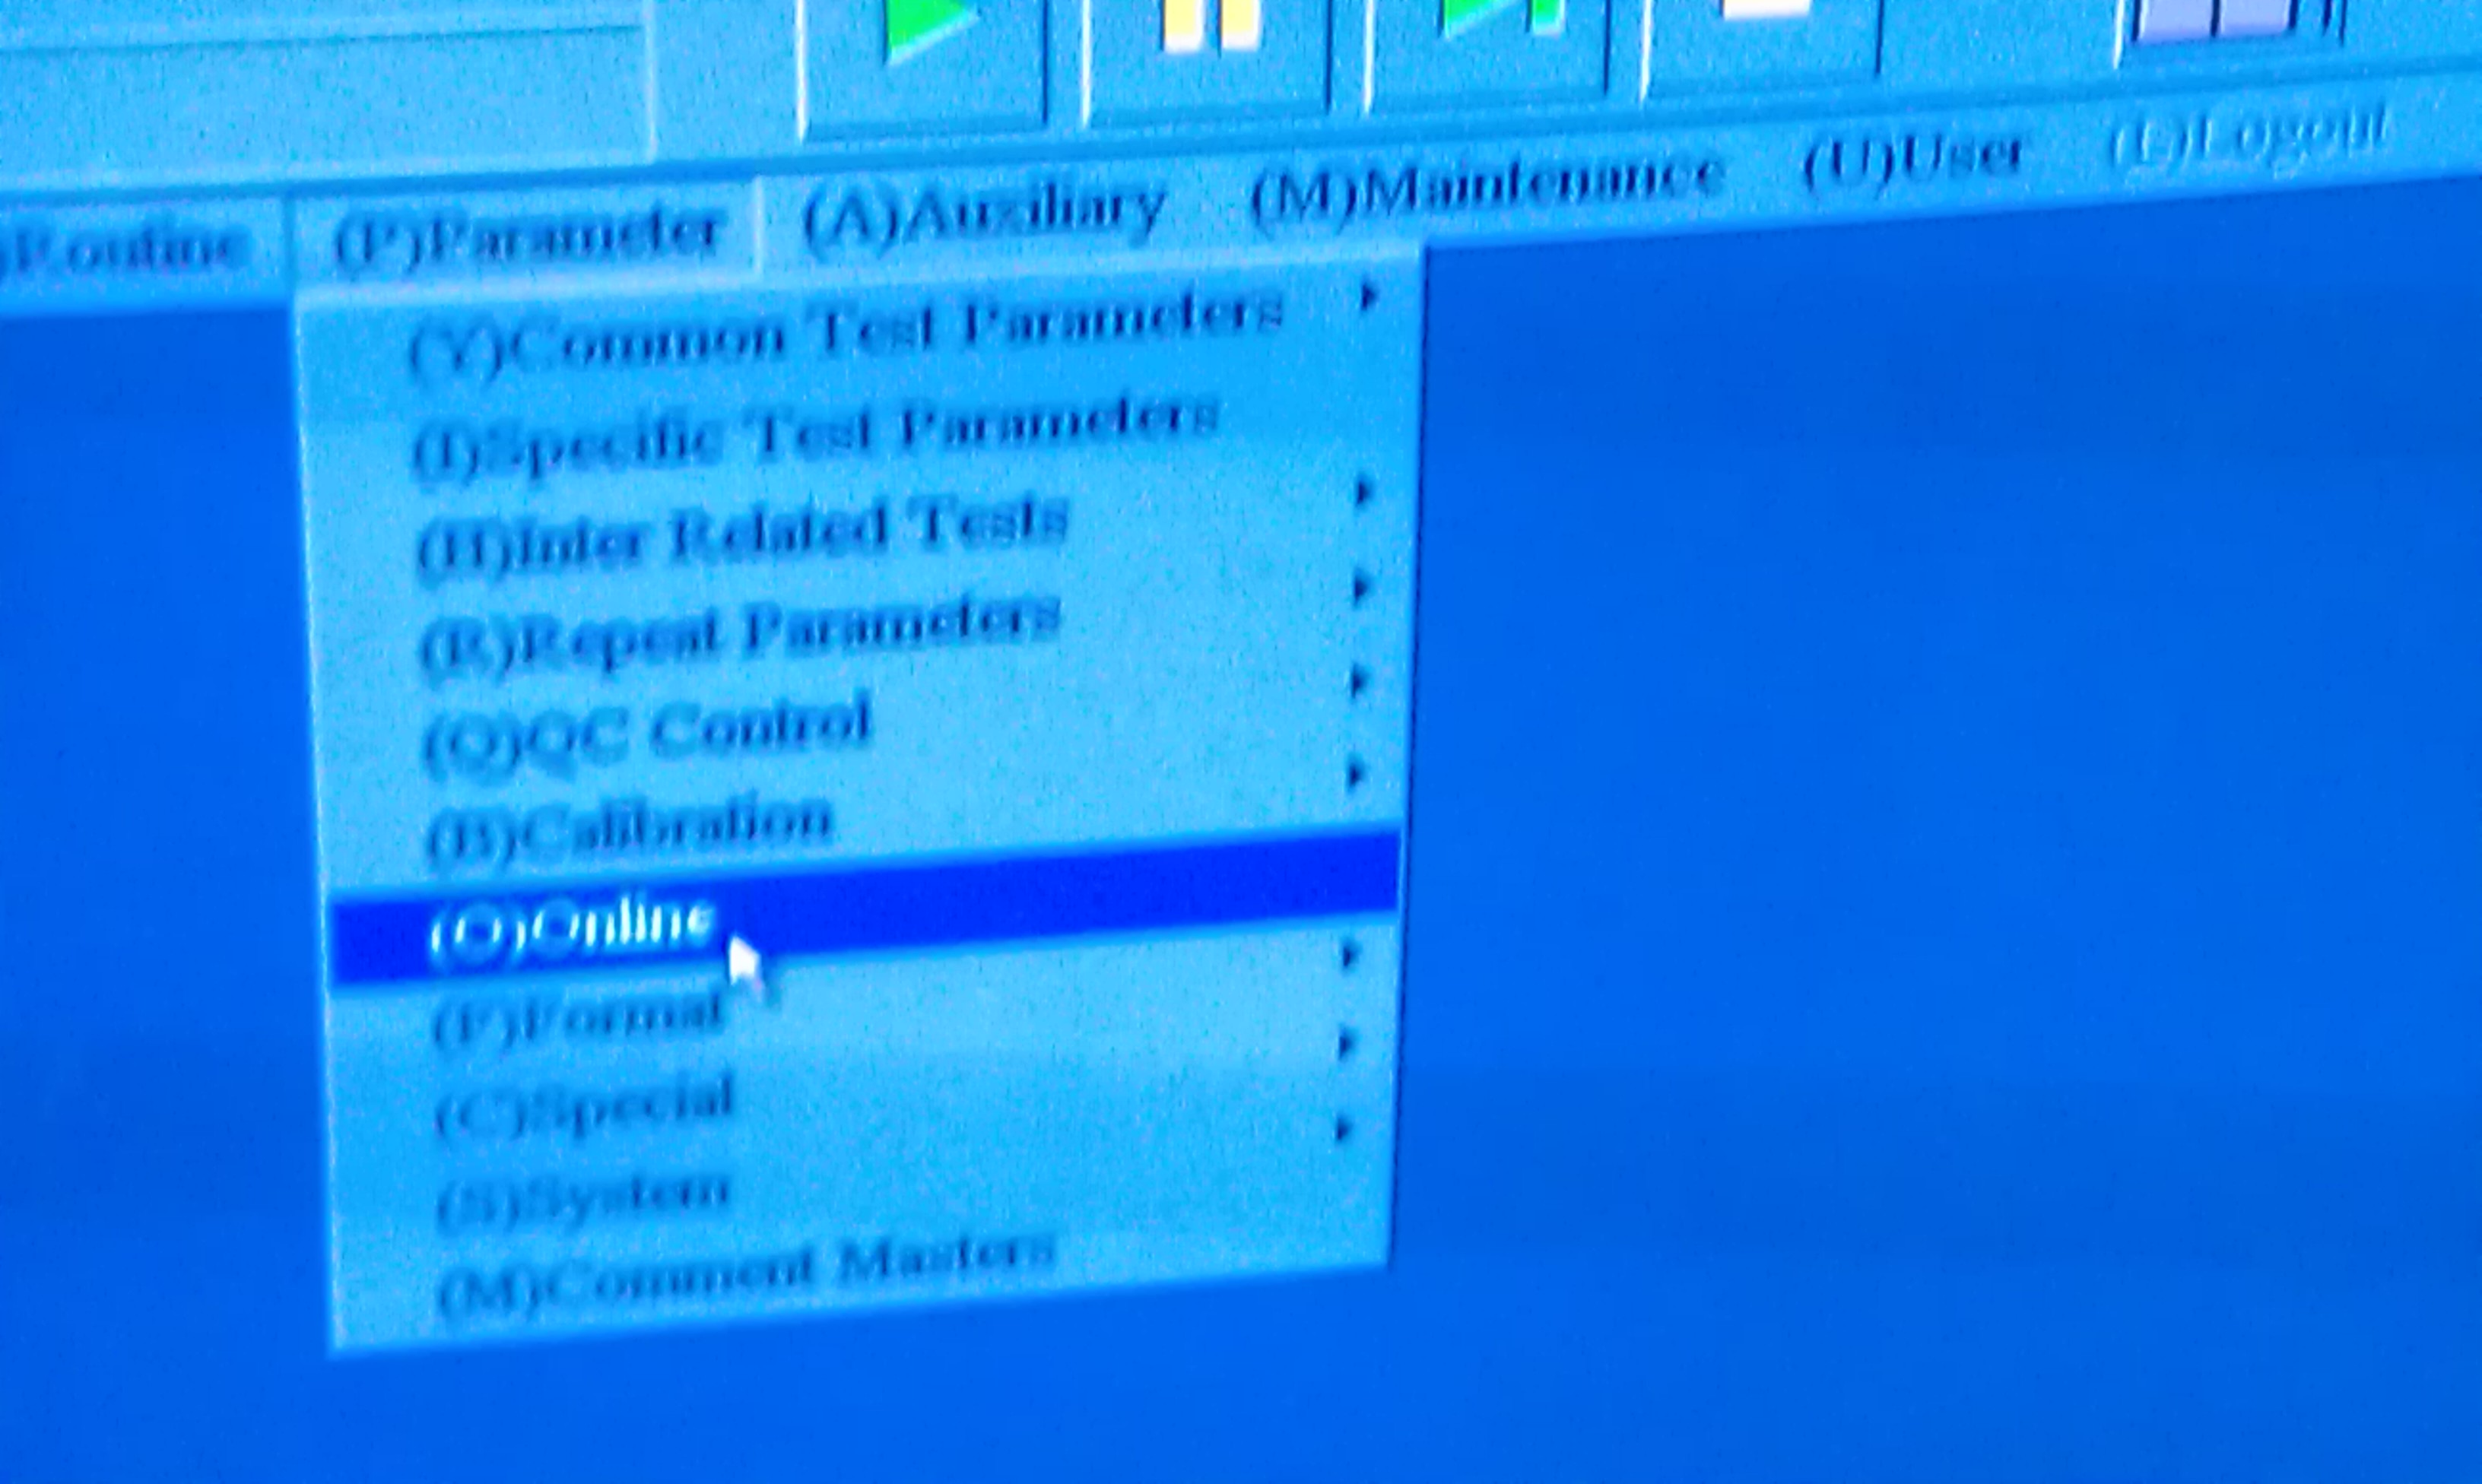 )Routine (P)Parameter (A)Auxiliary (M)Maintenance (U)User (L)Logout
(Y)Common Test Parameters
(I)Specific Test Parameters
(H)Inter Related Tests
(R)Repeat Parameters
(Q)QC Control
(B)Calibration
(O)Online
(F)Format
(C)Special
(S)System
(M)Comment Masters